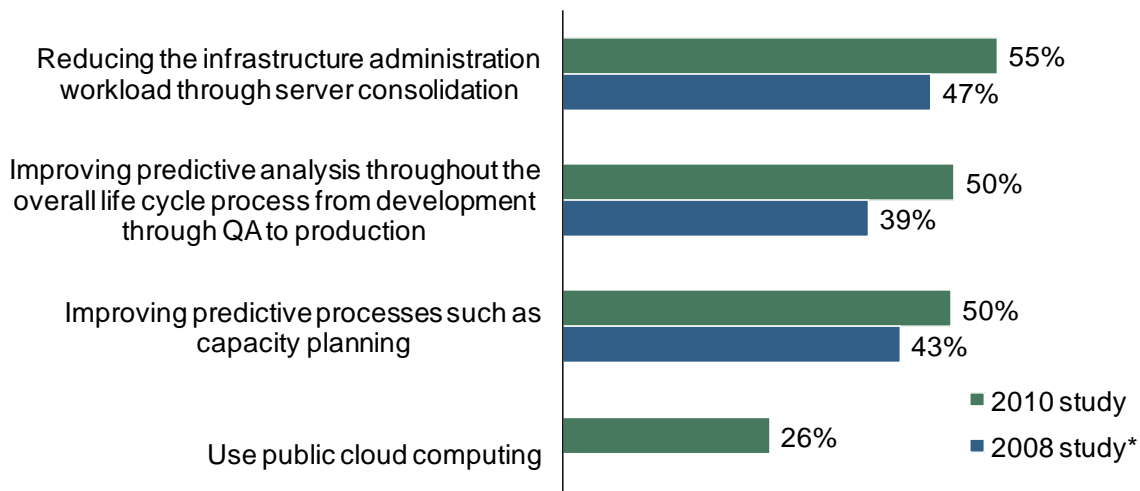 Reducing the infrastructure administration
workload through server consolidation
55%
47%
Improving predictive analysis throughout the
overall life cycle process from development
through QA to production
50%
39%
Improving predictive processes such as
capacity planning
50%
43%
Use public cloud computing
26%
2010 study
2008 study*